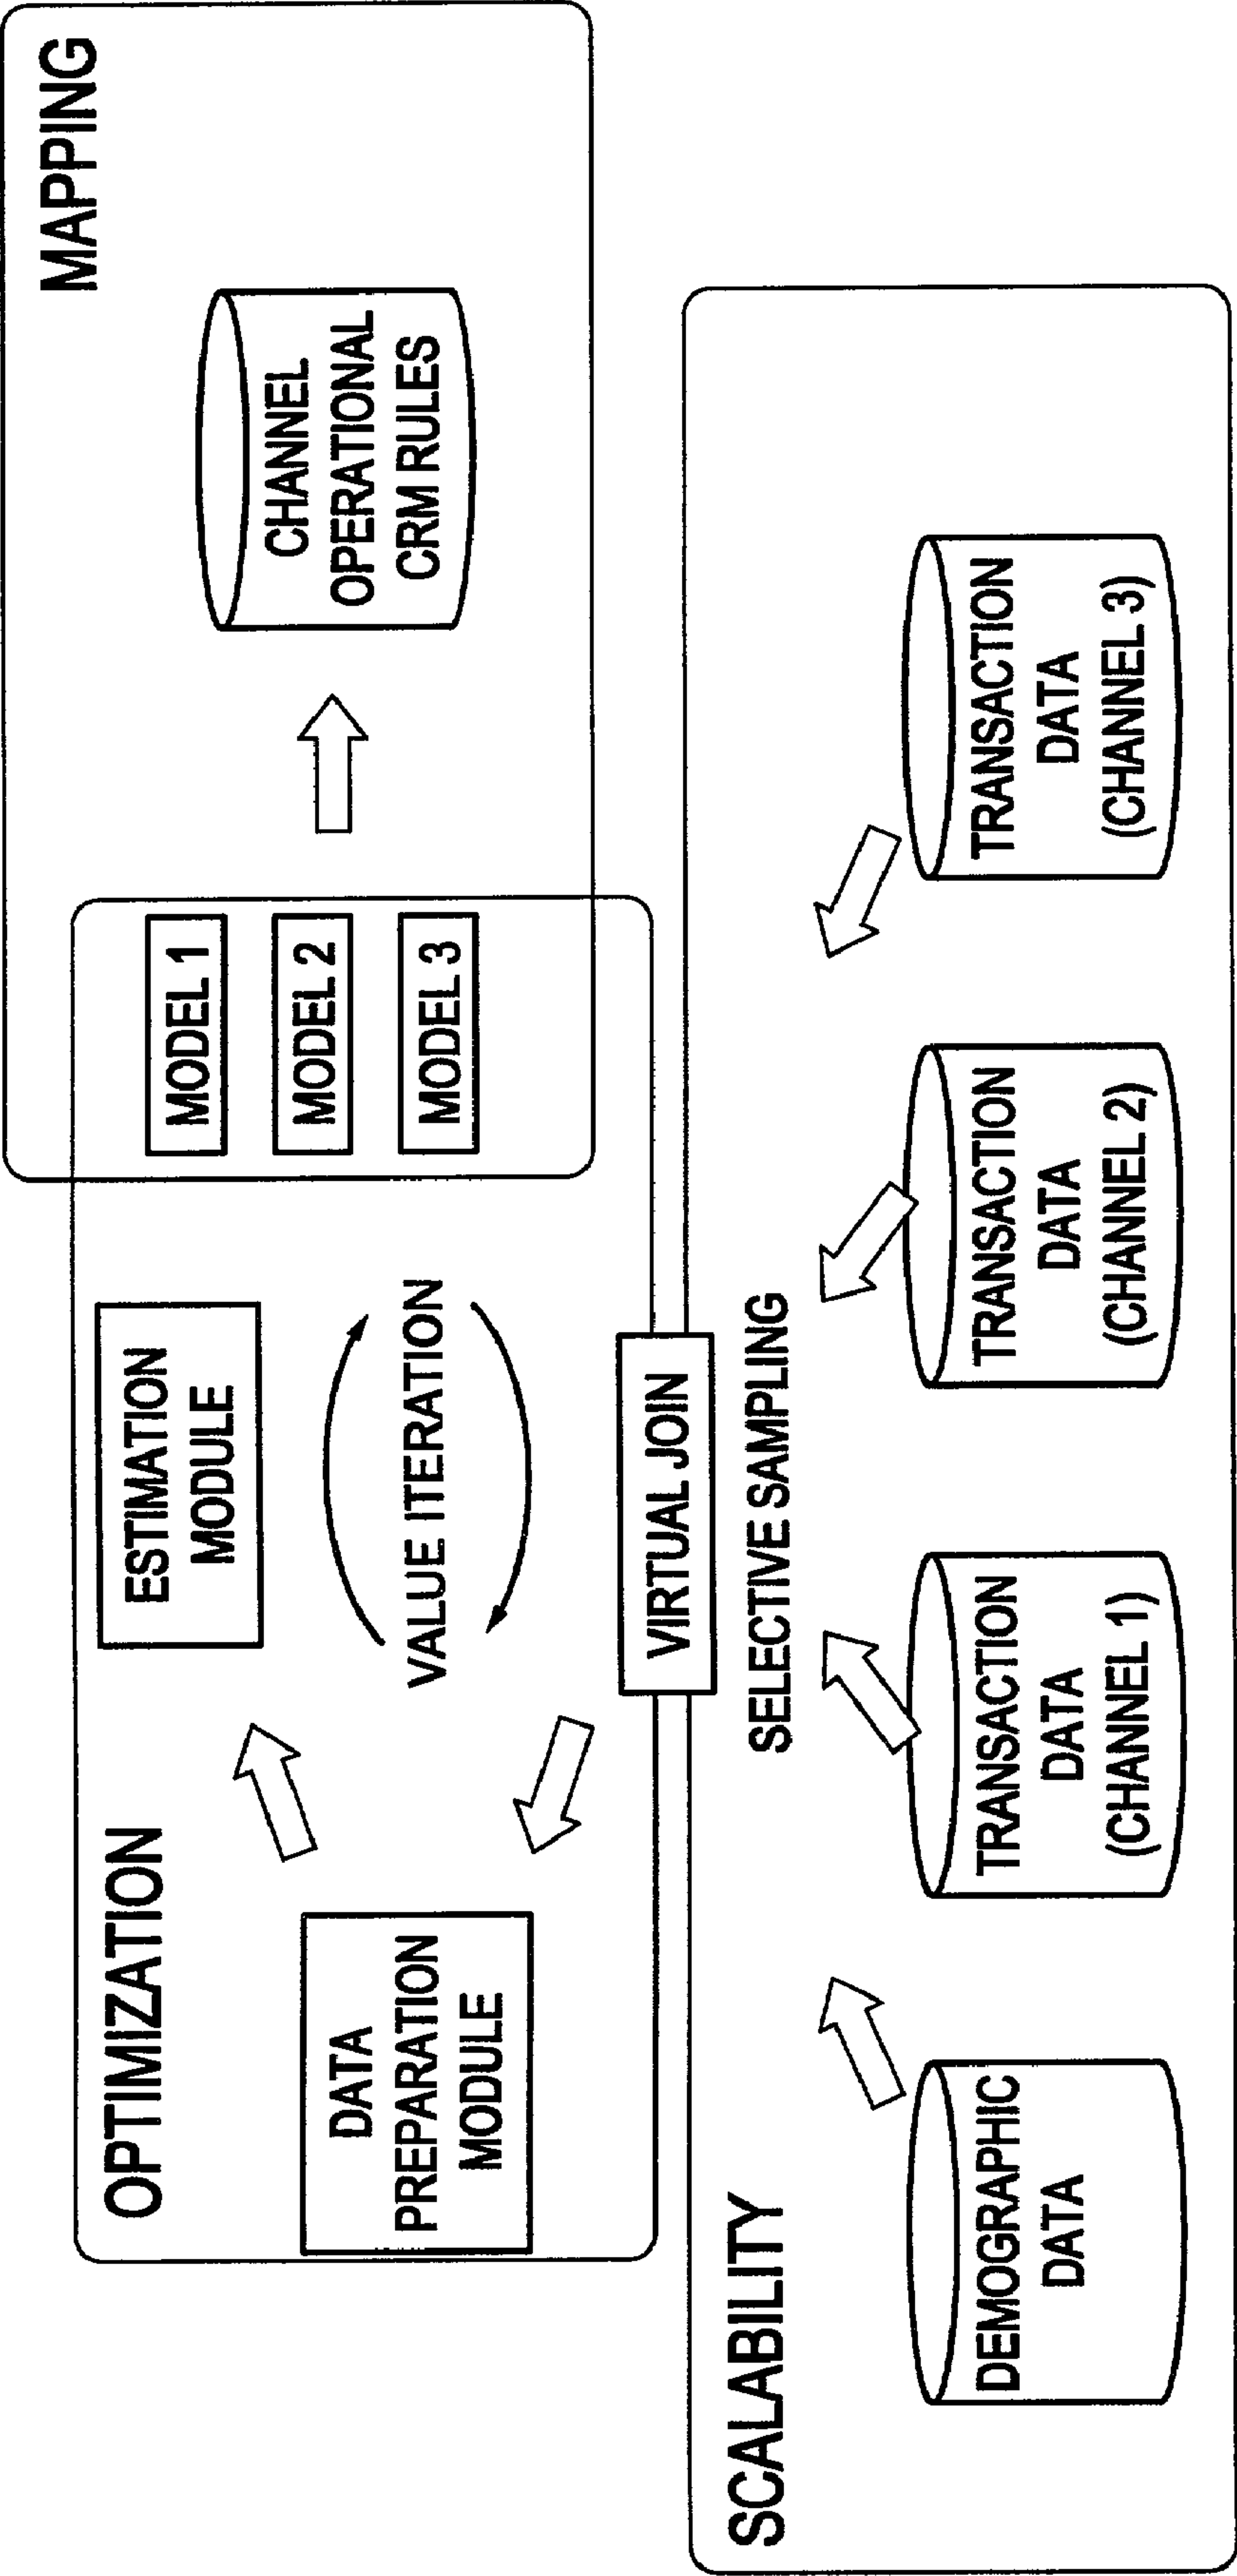 OPTIMIZATION
DATA
PREPARATION
MODULE
ESTIMATION
MODULE
VALUE ITERATION
MODEL 1
MODEL 2
MODEL 3
MAPPING
CHANNEL
OPERATIONAL
CRM RULES
VIRTUAL JOIN
SCALABILITY
SELECTIVE SAMPLING
DEMOGRAPHIC
DATA
TRANSACTION
DATA
(CHANNEL 1)
TRANSACTION
DATA
(CHANNEL 2)
TRANSACTION
DATA
(CHANNEL 3)